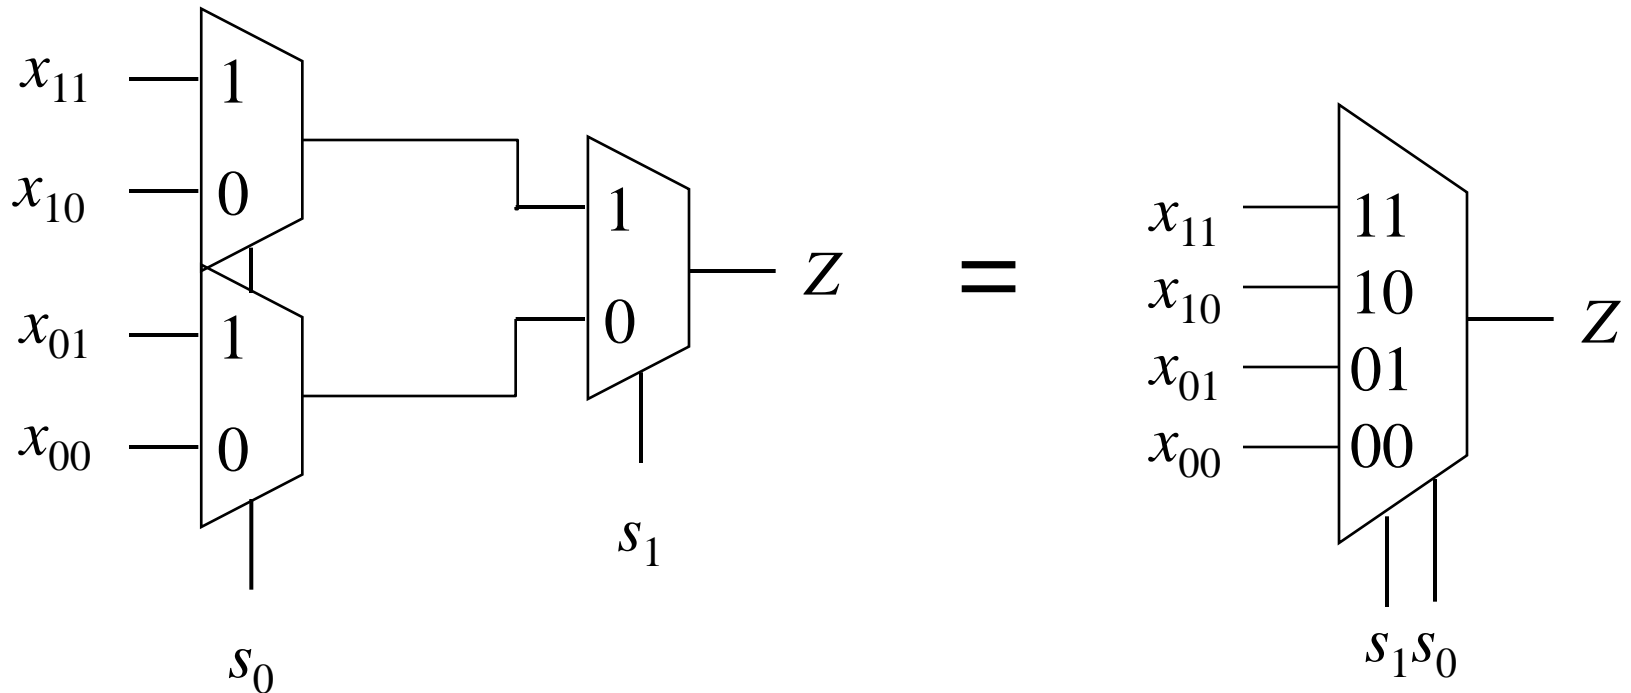 x₁₁ 1
x₁₀ 0
x₀₁ 1
x₀₀ 0
s₀
1
0
s₁
Z
=
x₁₁ 11
x₁₀ 10
x₀₁ 01
x₀₀ 00
s₁s₀
Z